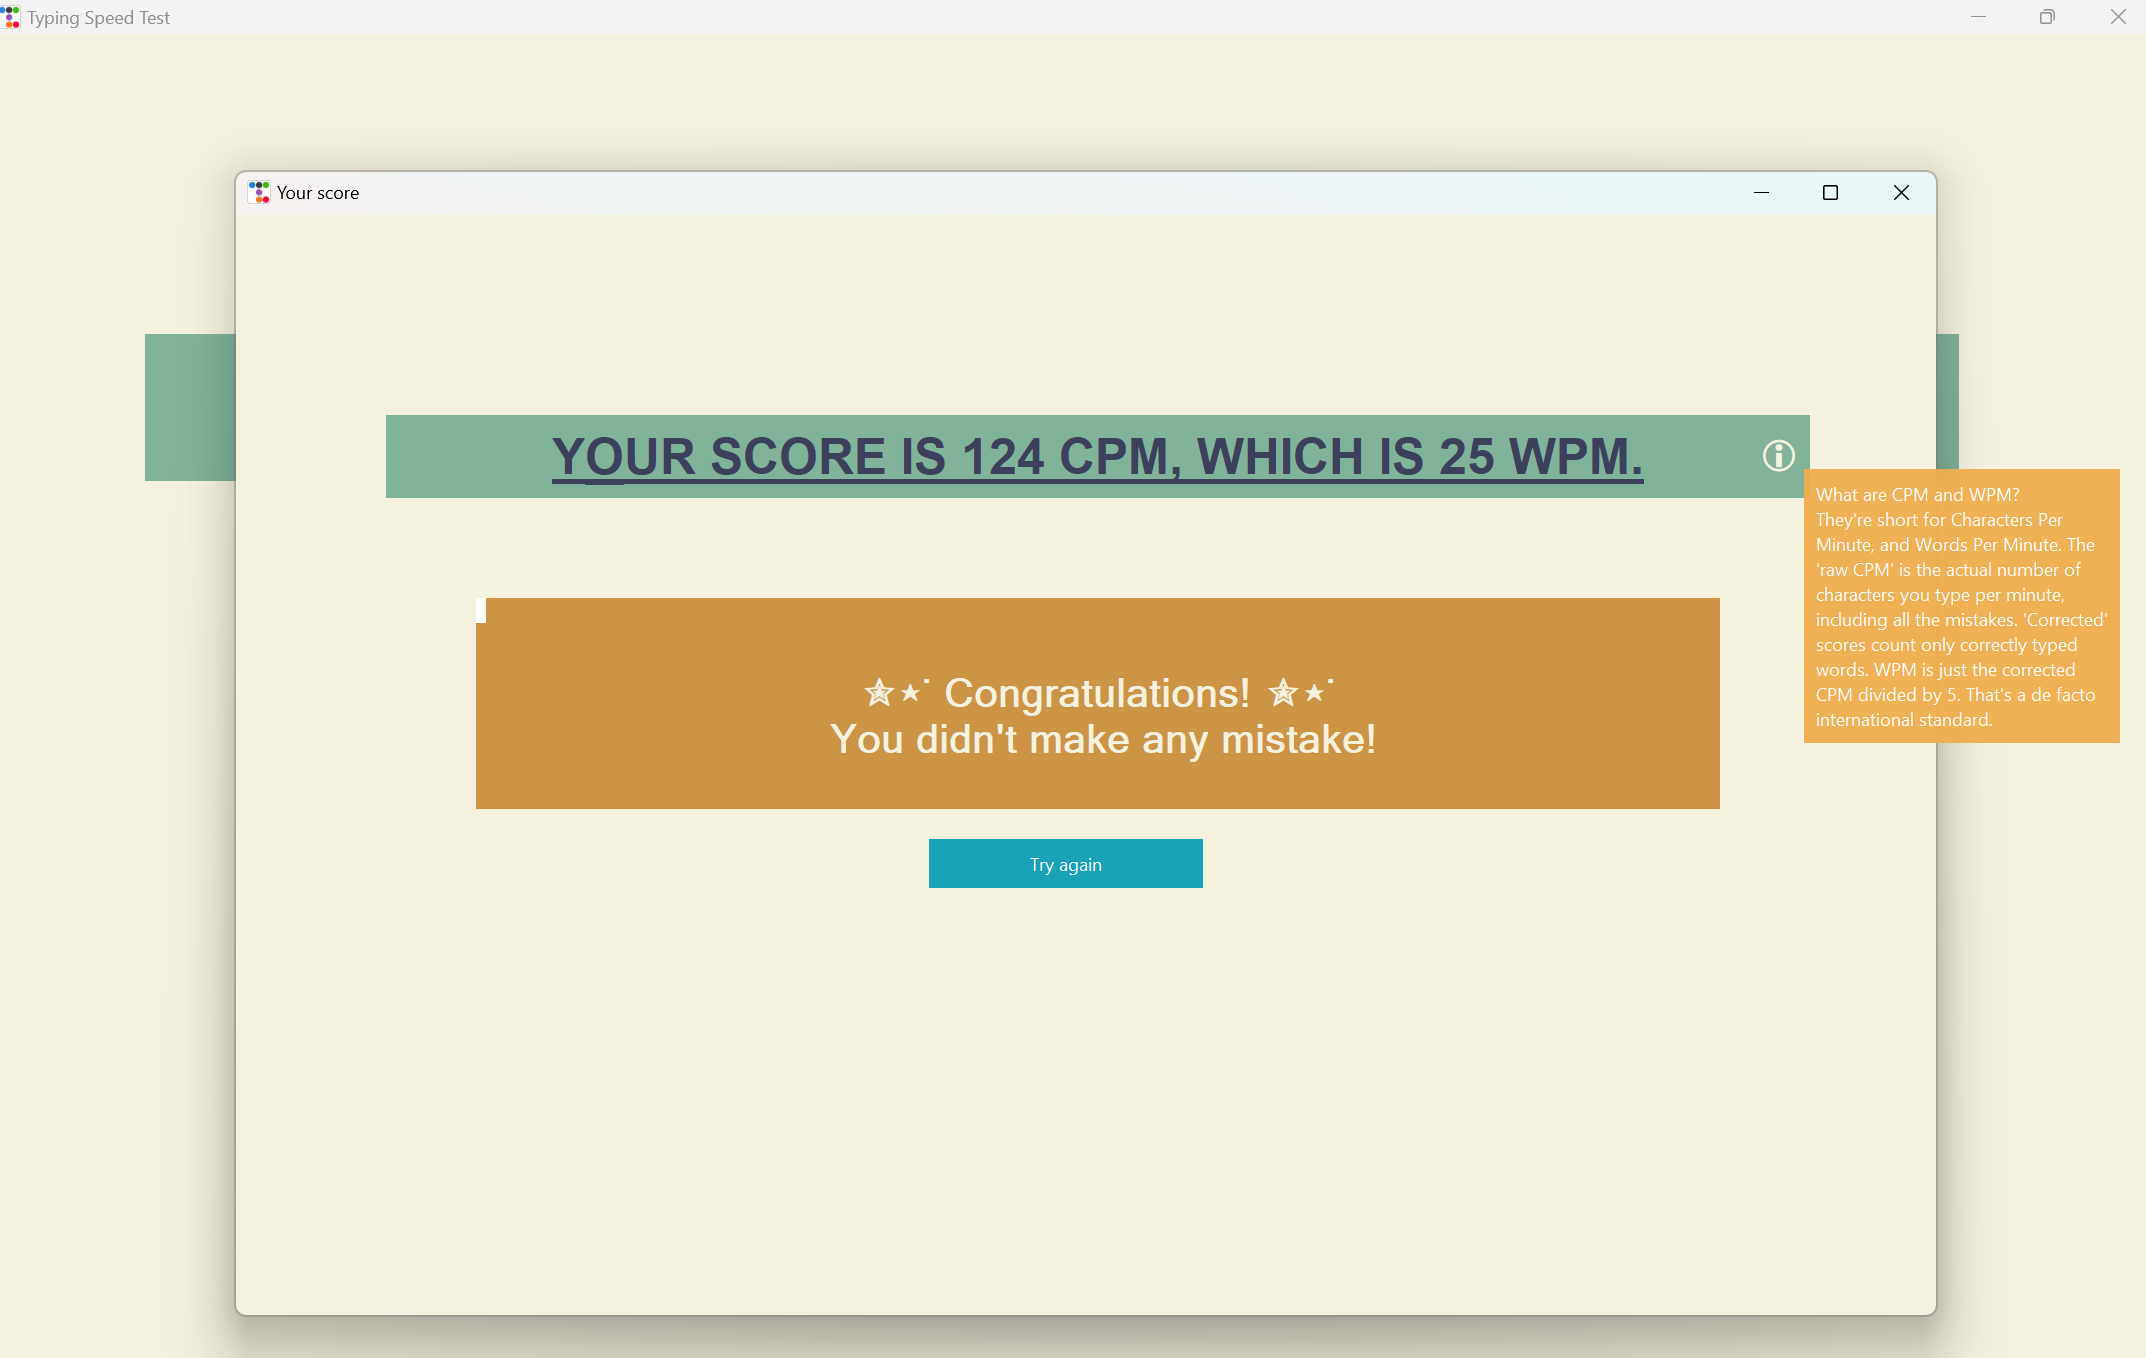 Typing Speed Test
Your score
YOUR SCORE IS 124 CPM, WHICH IS 25 WPM.
What are CPM and WPM?
They're short for Characters Per
Minute, and Words Per Minute. The
'raw CPM' is the actual number of
characters you type per minute,
including all the mistakes. 'Corrected'
scores count only correctly typed
words. WPM is just the corrected
CPM divided by 5. That's a de facto
international standard.
✮⋆˙ Congratulations! ✮⋆˙
You didn't make any mistake!
Try again